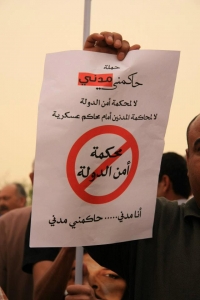 حملة
حاكمني مدني
لا لمحكمة أمن الدولة
لا لمحاكمة المدنين أمام محاكم عسكرية
محكمة
أمن الدولة
أنا مدني..... حاكمني مدني